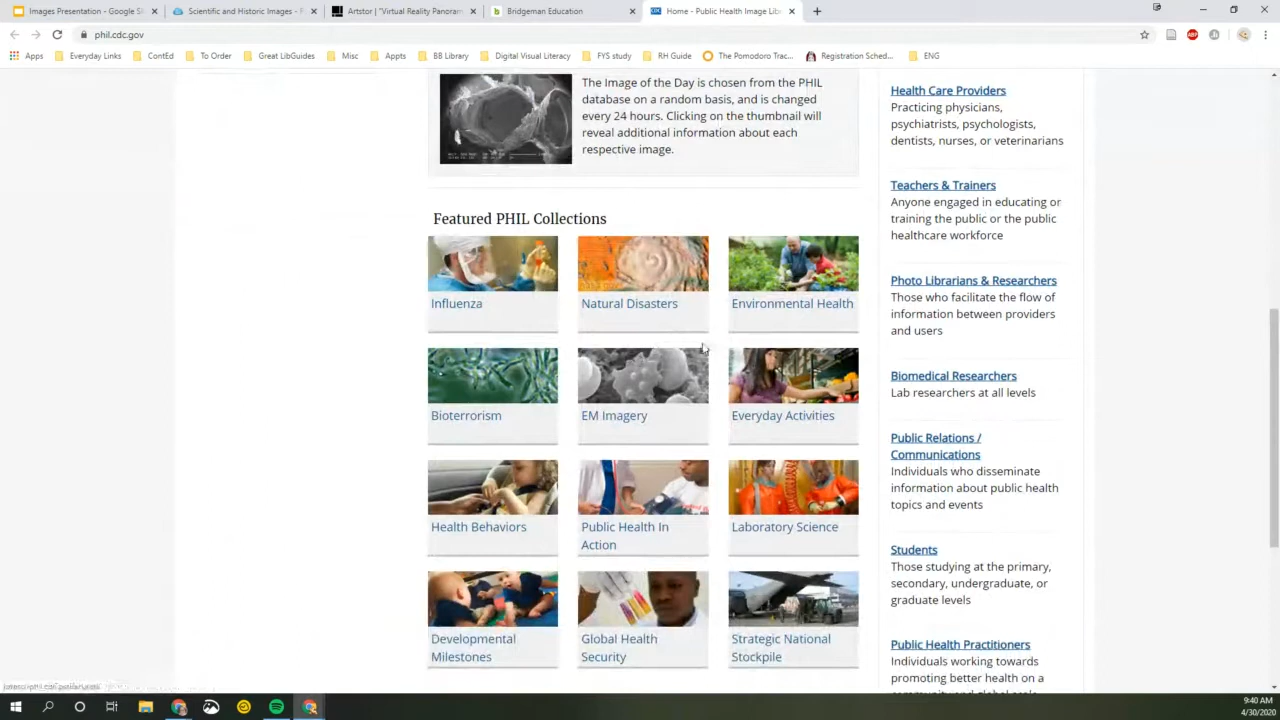 Images Presentation - Google Sl
Scientific and Historic Images - F
Artstor | "Virtual Reality Panoram
Bridgeman Education
Home - Public Health Image Libr
phil.cdc.gov
Apps
Everyday Links
ContEd
To Order
Great LibGuides
Misc
Appts
BB Library
Digital Visual Literacy
FYS study
RH Guide
The Pomodoro Trac...
Registration Sched...
ENG
The Image of the Day is chosen from the PHIL
database on a random basis, and is changed
every 24 hours. Clicking on the thumbnail will
reveal additional information about each
respective image.
Featured PHIL Collections
Influenza
Natural Disasters
Environmental Health
Bioterrorism
EM Imagery
Everyday Activities
Health Behaviors
Public Health In
Action
Laboratory Science
Developmental
Milestones
Global Health
Security
Strategic National
Stockpile
Health Care Providers
Practicing physicians,
psychiatrists, psychologists,
dentists, nurses, or veterinarians
Teachers & Trainers
Anyone engaged in educating or
training the public or the public
healthcare workforce
Photo Librarians & Researchers
Those who facilitate the flow of
information between providers
and users
Biomedical Researchers
Lab researchers at all levels
Public Relations /
Communications
Individuals who disseminate
information about public health
topics and events
Students
Those studying at the primary,
secondary, undergraduate, or
graduate levels
Public Health Practitioners
Individuals working towards
promoting better health on a
9:40 AM
4/30/2020